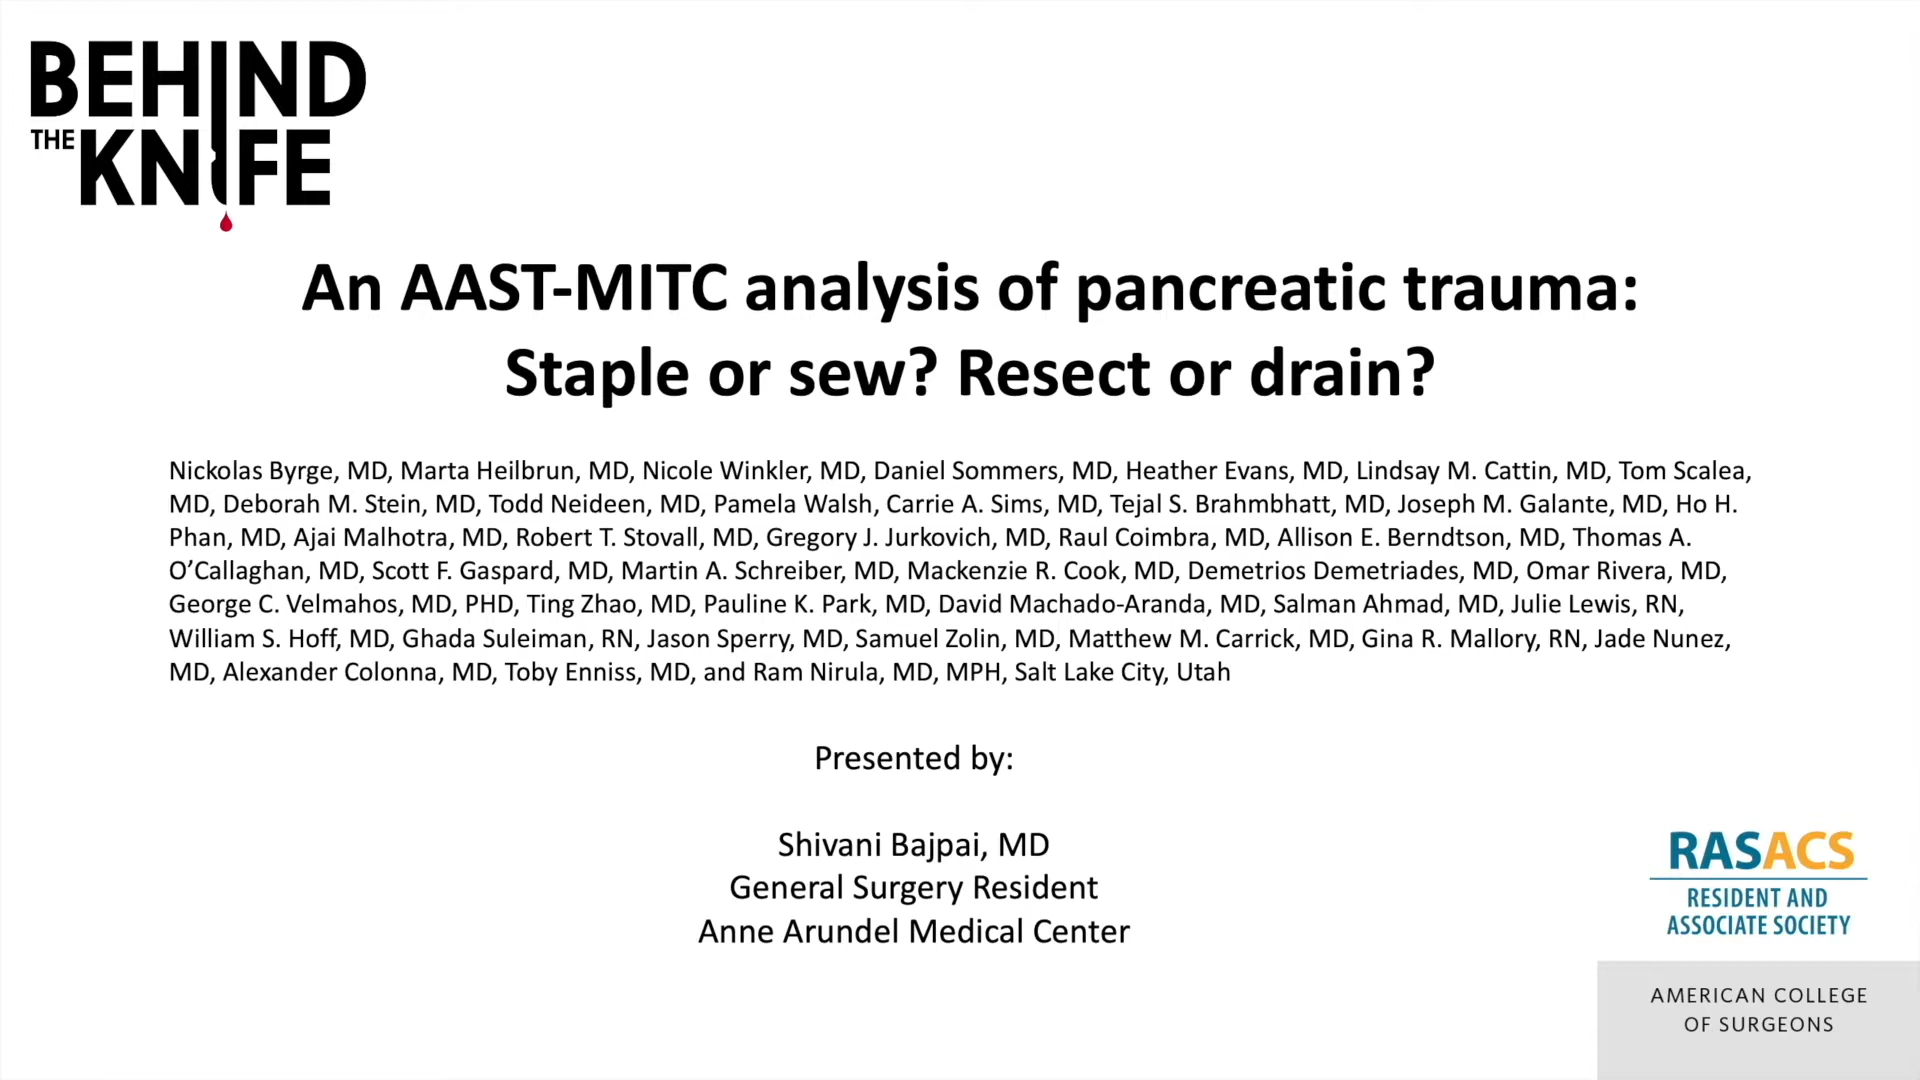 BEHIND
THE KNIFE
An AAST-MITC analysis of pancreatic trauma:
Staple or sew? Resect or drain?
Nickolas Byrge, MD, Marta Heilbrun, MD, Nicole Winkler, MD, Daniel Sommers, MD, Heather Evans, MD, Lindsay M. Cattin, MD, Tom Scalea,
MD, Deborah M. Stein, MD, Todd Neideen, MD, Pamela Walsh, Carrie A. Sims, MD, Tejal S. Brahmbhatt, MD, Joseph M. Galante, MD, Ho H.
Phan, MD, Ajai Malhotra, MD, Robert T. Stovall, MD, Gregory J. Jurkovich, MD, Raul Coimbra, MD, Allison E. Berndtson, MD, Thomas A.
O’Callaghan, MD, Scott F. Gaspard, MD, Martin A. Schreiber, MD, Mackenzie R. Cook, MD, Demetrios Demetriades, MD, Omar Rivera, MD,
George C. Velmahos, MD, PHD, Ting Zhao, MD, Pauline K. Park, MD, David Machado-Aranda, MD, Salman Ahmad, MD, Julie Lewis, RN,
William S. Hoff, MD, Ghada Suleiman, RN, Jason Sperry, MD, Samuel Zolin, MD, Matthew M. Carrick, MD, Gina R. Mallory, RN, Jade Nunez,
MD, Alexander Colonna, MD, Toby Enniss, MD, and Ram Nirula, MD, MPH, Salt Lake City, Utah
Presented by:
Shivani Bajpai, MD
General Surgery Resident
Anne Arundel Medical Center
RASACS
RESIDENT AND
ASSOCIATE SOCIETY
AMERICAN COLLEGE
OF SURGEONS